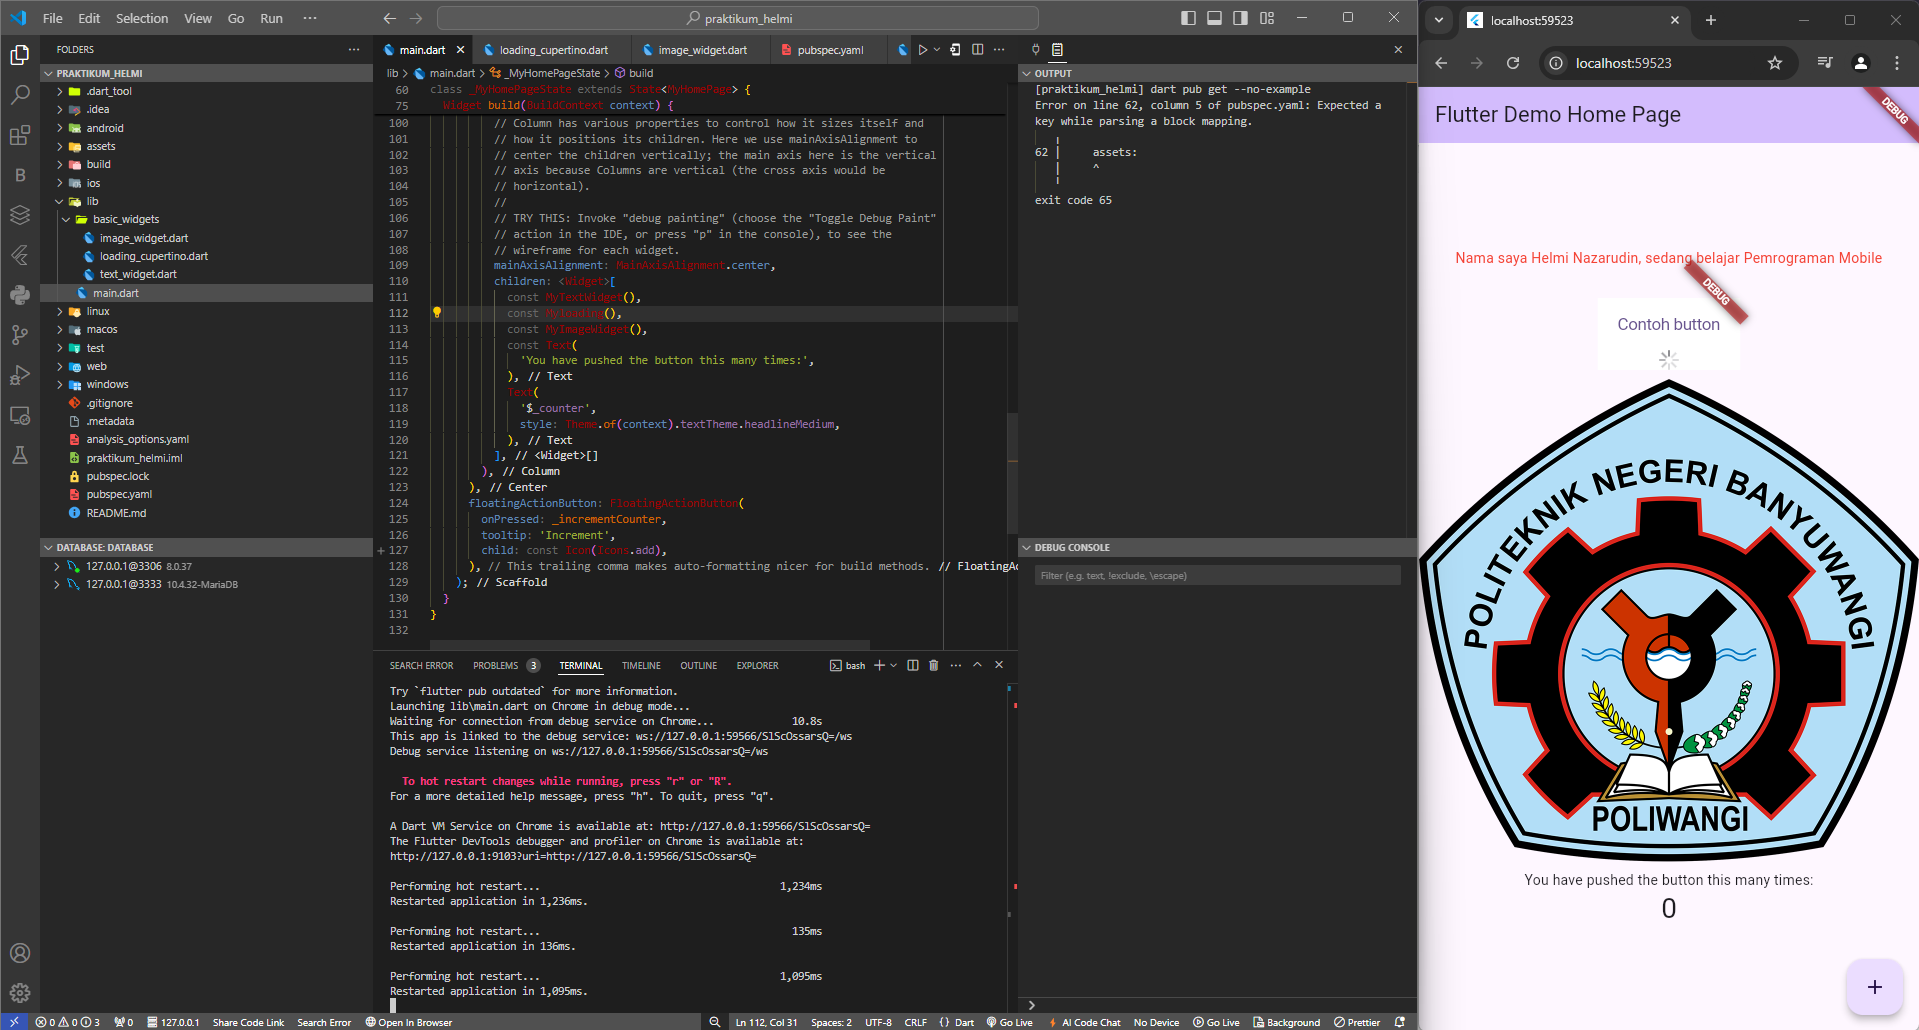 File Edit Selection View Go Run ··· praktikum_helmi
FOLDERS
PRAKTIKUM_HELMI
.dart_tool
.idea
android
assets
build
ios
lib
basic_widgets
image_widget.dart
loading_cupertino.dart
text_widget.dart
main.dart
linux
macos
test
web
windows
.gitignore
.metadata
analysis_options.yaml
praktikum_helmi.iml
pubspec.lock
pubspec.yaml
README.md
DATABASE: DATABASE
127.0.0.1@3306 8.0.37
127.0.0.1@3333 10.4.32-MariaDB
main.dart loading_cupertino.dart image_widget.dart pubspec.yaml
lib > main.dart > _MyHomePageState > build
60 class _MyHomePageState extends State<MyHomePage> {
75 Widget build(BuildContext context) {
100 // Column has various properties to control how it sizes itself and
101 // how it positions its children. Here we use mainAxisAlignment to
102 // center the children vertically; the main axis here is the vertical
103 // axis because Columns are vertical (the cross axis would be
104 // horizontal).
105 //
106 // TRY THIS: Invoke "debug painting" (choose the "Toggle Debug Paint"
107 // action in the IDE, or press "p" in the console), to see the
108 // wireframe for each widget.
109 mainAxisAlignment: MainAxisAlignment.center,
110 children: <Widget>[
111 const MyTextWidget(),
112 const MyLoading(),
113 const MyImageWidget(),
114 const Text(
115 'You have pushed the button this many times:',
116 ), // Text
117 Text(
118 '$_counter',
119 style: Theme.of(context).textTheme.headlineMedium,
120 ), // Text
121 ], // <Widget>[]
122 ), // Column
123 ), // Center
124 floatingActionButton: FloatingActionButton(
125 onPressed: _incrementCounter,
126 tooltip: 'Increment',
127 child: const Icon(Icons.add),
128 ), // This trailing comma makes auto-formatting nicer for build methods. // FloatingAc
129 ); // Scaffold
130 }
131 }
132
SEARCH ERROR PROBLEMS 3 TERMINAL TIMELINE OUTLINE EXPLORER bash
Try `flutter pub outdated` for more information.
Launching lib\main.dart on Chrome in debug mode...
Waiting for connection from debug service on Chrome... 10.8s
This app is linked to the debug service: ws://127.0.0.1:59566/SlScOssarsQ=/ws
Debug service listening on ws://127.0.0.1:59566/SlScOssarsQ=/ws
To hot restart changes while running, press "r" or "R".
For a more detailed help message, press "h". To quit, press "q".
A Dart VM Service on Chrome is available at: http://127.0.0.1:59566/SlScOssarsQ=
The Flutter DevTools debugger and profiler on Chrome is available at:
http://127.0.0.1:9103?uri=http://127.0.0.1:59566/SlScOssarsQ=
Performing hot restart... 1,234ms
Restarted application in 1,236ms.
Performing hot restart... 135ms
Restarted application in 136ms.
Performing hot restart... 1,095ms
Restarted application in 1,095ms.
OUTPUT
[praktikum_helmi] dart pub get --no-example
Error on line 62, column 5 of pubspec.yaml: Expected a
key while parsing a block mapping.
62 | assets:
| ^
exit code 65
DEBUG CONSOLE
Filter (e.g. text, !exclude, \escape)
0 0 3 0 127.0.0.1 Share Code Link Search Error Open In Browser Ln 112, Col 31 Spaces: 2 UTF-8 CRLF {} Dart Go Live AI Code Chat No Device Go Live Background Prettier
localhost:59523
localhost:59523
Flutter Demo Home Page
DEBUG
Nama saya Helmi Nazarudin, sedang belajar Pemrograman Mobile
DEBUG
Contoh button
POLITEKNIK NEGERI BANYUWANGI
POLIWANGI
You have pushed the button this many times:
0